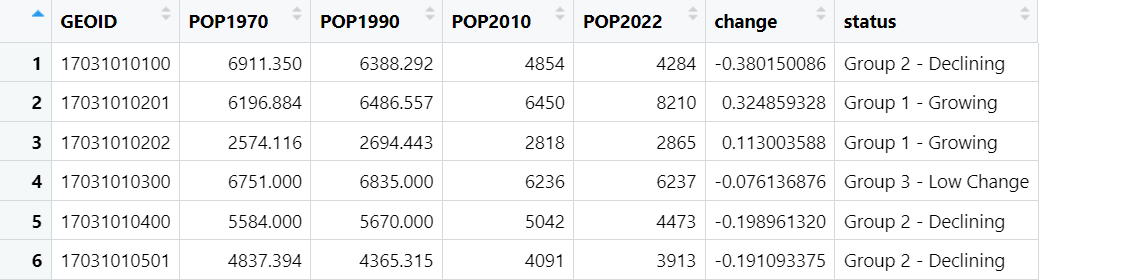 GEOID POP1970 POP1990 POP2010 POP2022 change status
1 17031010100 6911.350 6388.292 4854 4284 -0.380150086 Group 2 - Declining
2 17031010201 6196.884 6486.557 6450 8210 0.324859328 Group 1 - Growing
3 17031010202 2574.116 2694.443 2818 2865 0.113003588 Group 1 - Growing
4 17031010300 6751.000 6835.000 6236 6237 -0.076136876 Group 3 - Low Change
5 17031010400 5584.000 5670.000 5042 4473 -0.198961320 Group 2 - Declining
6 17031010501 4837.394 4365.315 4091 3913 -0.191093375 Group 2 - Declining